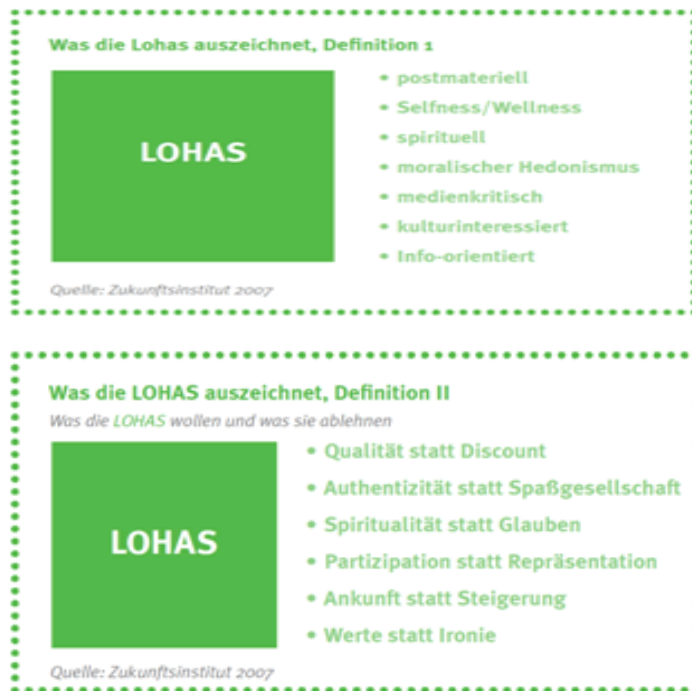 Was die Lohas auszeichnet, Definition 1
LOHAS
• postmateriell
• Selfness/Wellness
• spirituell
• moralischer Hedonismus
• medienkritisch
• kulturinteressiert
• Info-orientiert
Quelle: Zukunftsinstitut 2007
Was die LOHAS auszeichnet, Definition II
Was die LOHAS wollen und was sie ablehnen
LOHAS
• Qualität statt Discount
• Authentizität statt Spaßgesellschaft
• Spiritualität statt Glauben
• Partizipation statt Repräsentation
• Ankunft statt Steigerung
• Werte statt Ironie
Quelle: Zukunftsinstitut 2007